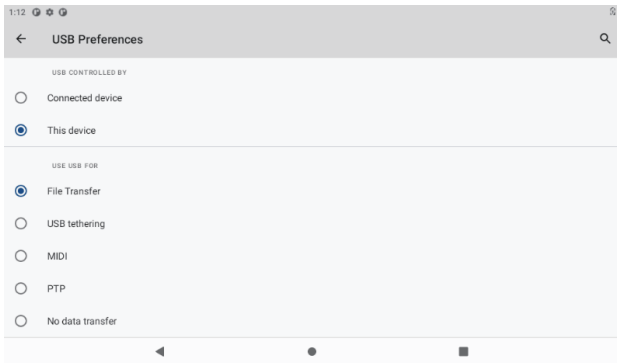 1:12
USB Preferences
USB CONTROLLED BY
Connected device
This device
USE USB FOR
File Transfer
USB tethering
MIDI
PTP
No data transfer